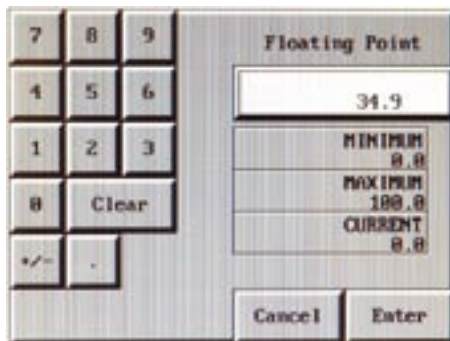 7 8 9
Floating Point
4 5 6
34.9
1 2 3
MINIMUM
0.0
MAXIMUM
100.0
0 Clear
CURRENT
0.0
+/- .
Cancel Enter